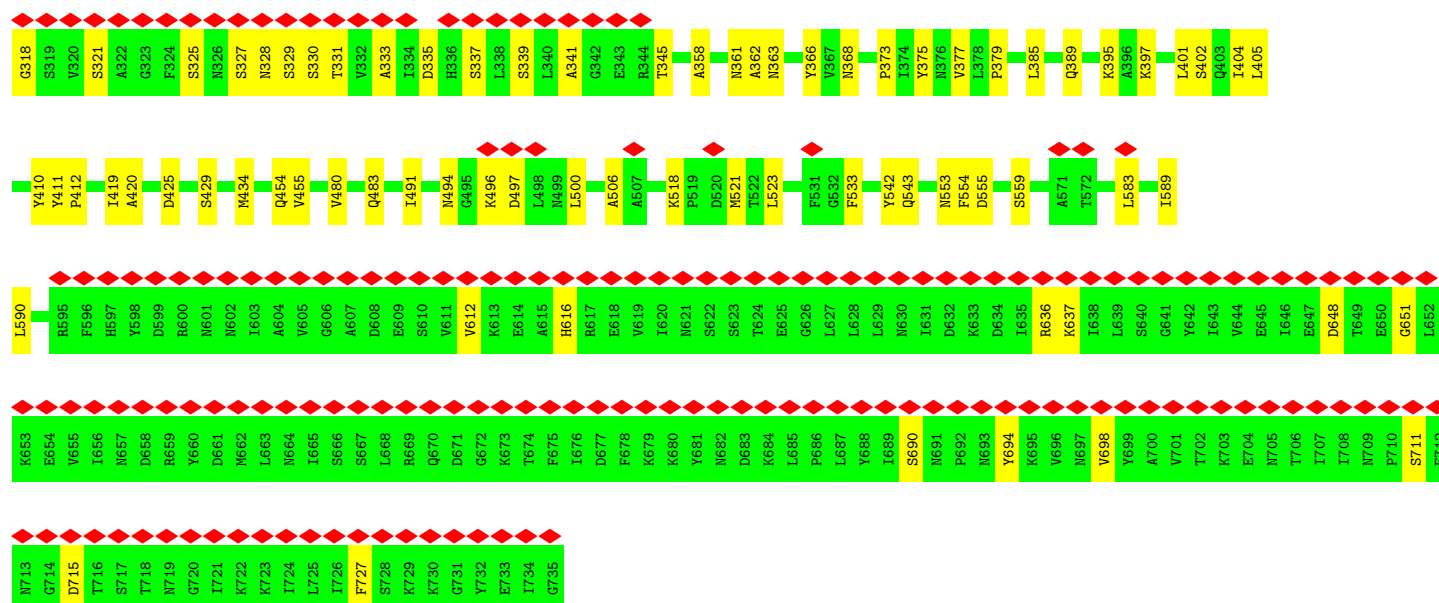 G318 S319 V320 S321 A322 G323 F324 S325 N326 S327 N328 S329 S330 T331 V332 A333 I334 D335 H336 S337 L338 S339 L340 A341 G342 E343 R344 T345 A358 N361 A362 N363 Y366 V367 N368 P373 I374 Y375 N376 V377 L378 P379 L385 Q389 K395 A396 K397 L401 S402 Q403 I404 L405
Y410 Y411 P412 I419 A420 D425 S429 M434 Q454 V455 V480 Q483 I491 N494 G495 K496 D497 L498 N499 L500 A506 A507 K518 P519 D520 M521 T522 L523 F531 G532 F533 Y542 Q543 N553 F554 D555 S559 A571 T572 L583 I589
L590 R595 F596 H597 Y598 D599 R600 N601 N602 I603 A604 V605 G606 A607 D608 E609 S610 V611 V612 K613 E614 A615 H616 R617 E618 V619 I620 N621 S622 S623 T624 E625 G626 L627 L628 L629 N630 I631 D632 K633 D634 I635 R636 K637 I638 L639 S640 G641 Y642 I643 V644 E645 I646 E647 D648 T649 E650 G651 L652
K653 E654 V655 I656 N657 D658 R659 Y660 D661 M662 L663 N664 I665 S666 S667 L668 R669 Q670 D671 G672 K673 T674 F675 I676 D677 F678 K679 K680 Y681 N682 D683 K684 L685 P686 L687 Y688 I689 S690 N691 P692 N693 Y694 K695 V696 N697 V698 Y699 A700 V701 T702 K703 E704 N705 T706 I707 I708 N709 P710 S711
N713 G714 D715 T716 S717 T718 N719 G720 I721 K722 K723 I724 L725 I726 F727 S728 K729 K730 G731 Y732 E733 I734 G735